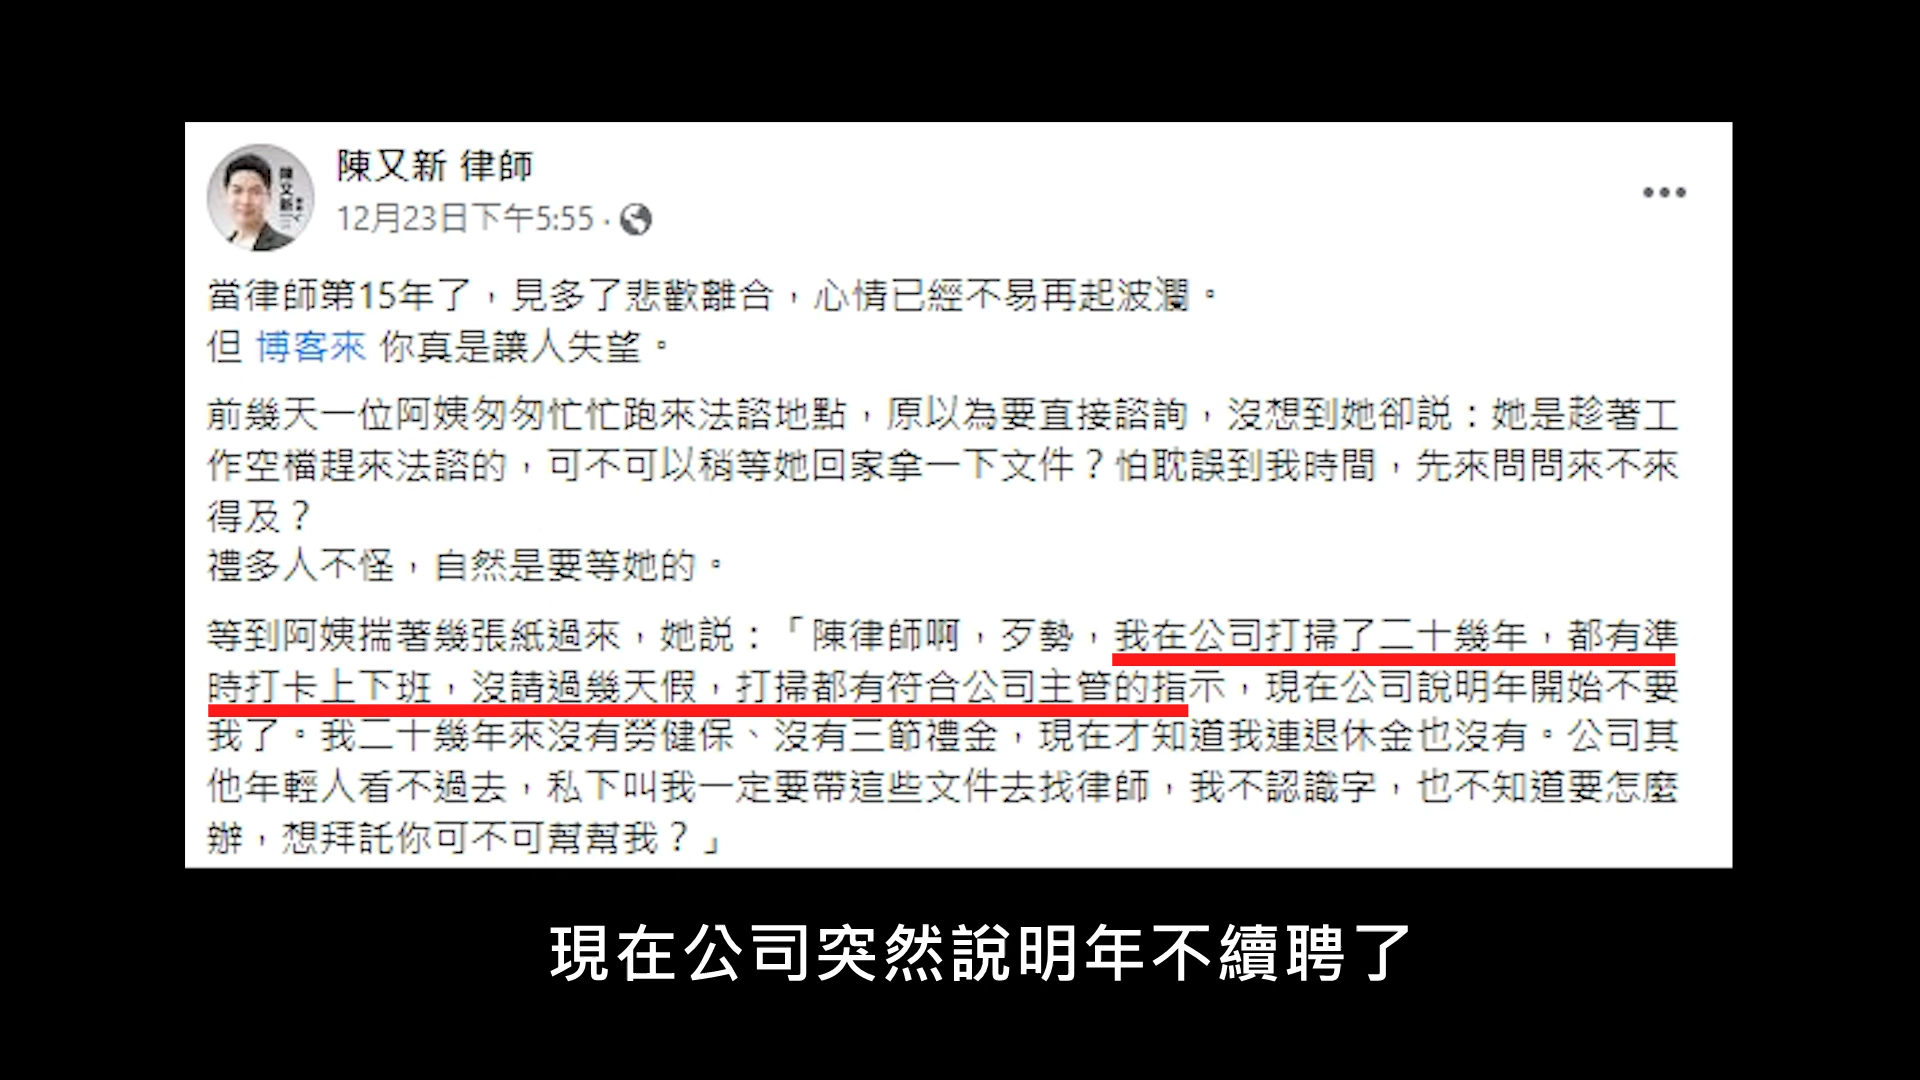 陳又新 律師
12月23日下午5:55 ·
當律師第15年了，見多了悲歡離合，心情已經不易再起波瀾。
但 博客來 你真是讓人失望。
前幾天一位阿姨匆匆忙忙跑來法諮地點，原以為要直接諮詢，沒想到她卻説：她是趁著工
作空檔趕來法諮的，可不可以稍等她回家拿一下文件？怕耽誤到我時間，先來問問來不來
得及？
禮多人不怪，自然是要等她的。
等到阿姨揣著幾張紙過來，她説：「陳律師啊，歹勢，我在公司打掃了二十幾年，都有準
時打卡上下班，沒請過幾天假，打掃都有符合公司主管的指示，現在公司說明年開始不要
我了。我二十幾年來沒有勞健保、沒有三節禮金，現在才知道我連退休金也沒有。公司其
他年輕人看不過去，私下叫我一定要帶這些文件去找律師，我不認識字，也不知道要怎麼
辦，想拜託你可不可幫幫我？」
現在公司突然說明年不續聘了